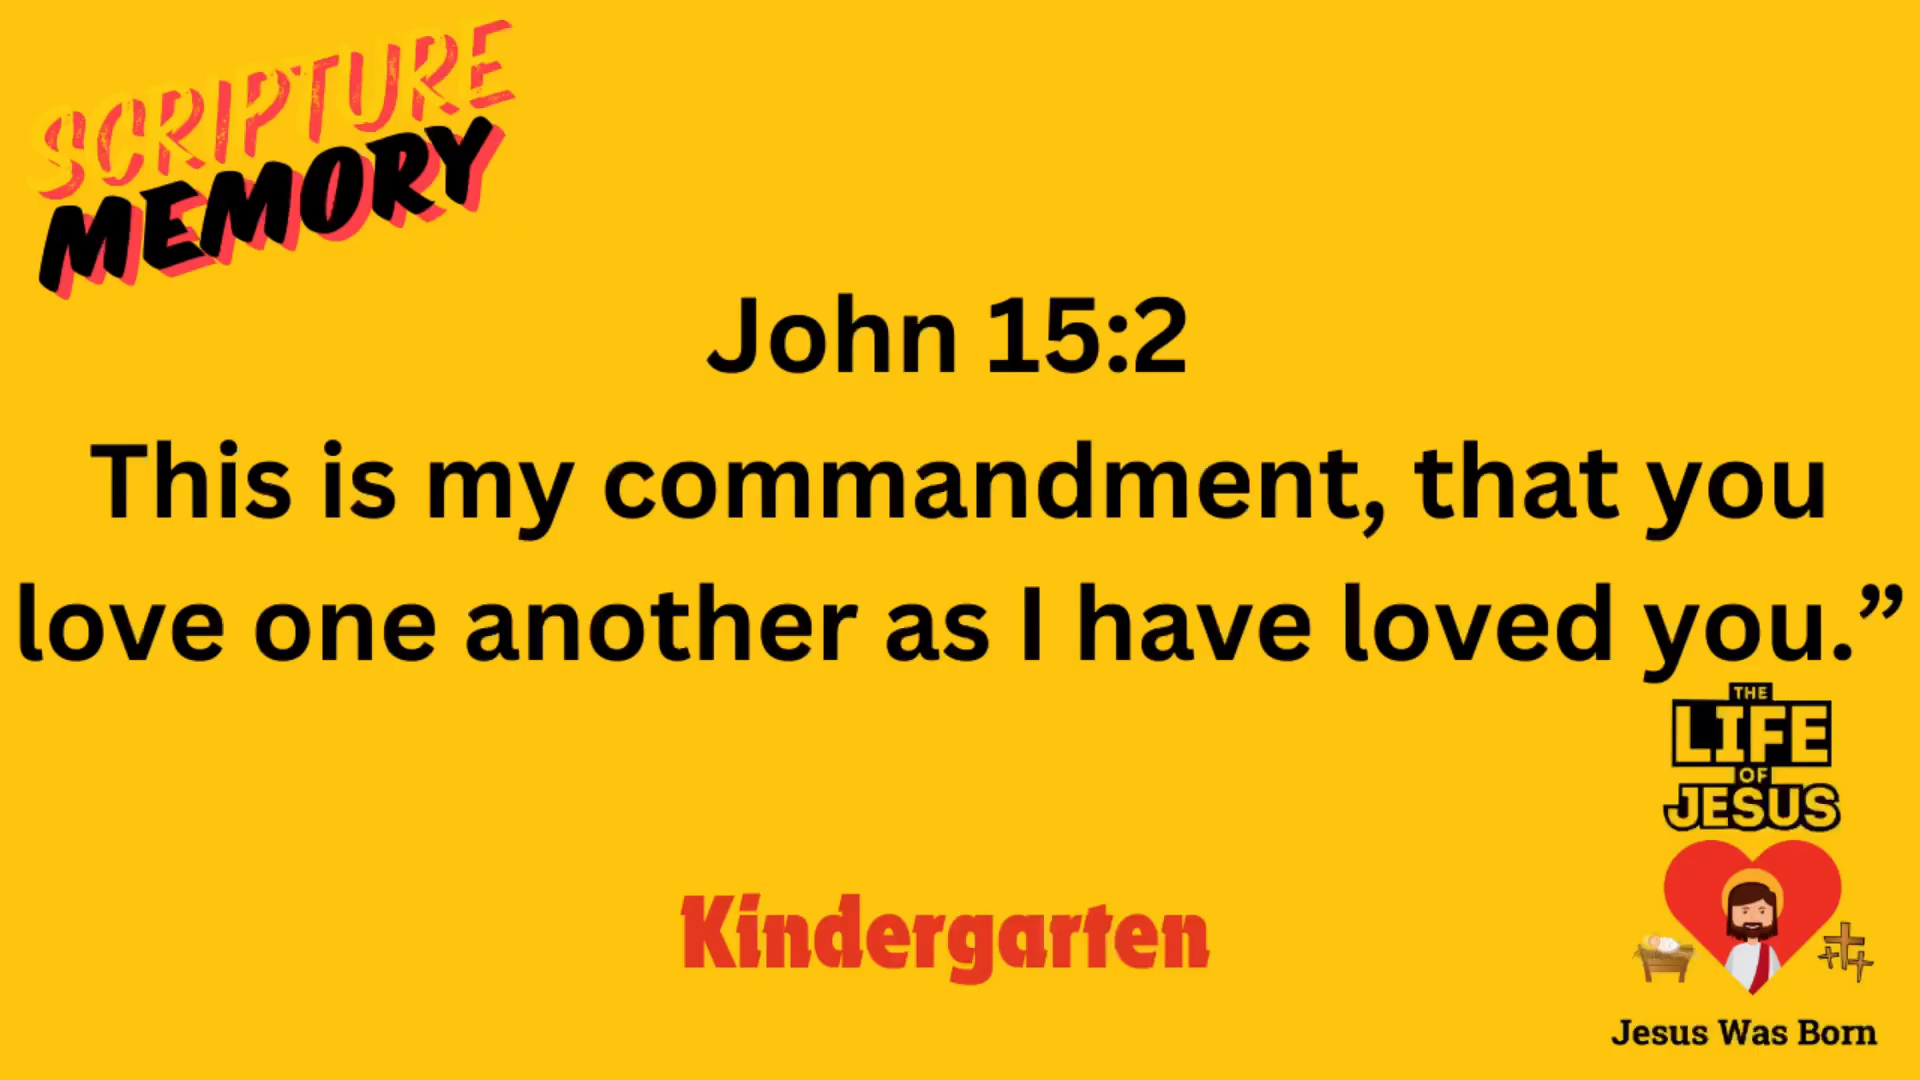 SCRIPTURE
MEMORY
John 15:2
This is my commandment, that you
love one another as I have loved you.”
THE
LIFE
OF
JESUS
Kindergarten
Jesus Was Born